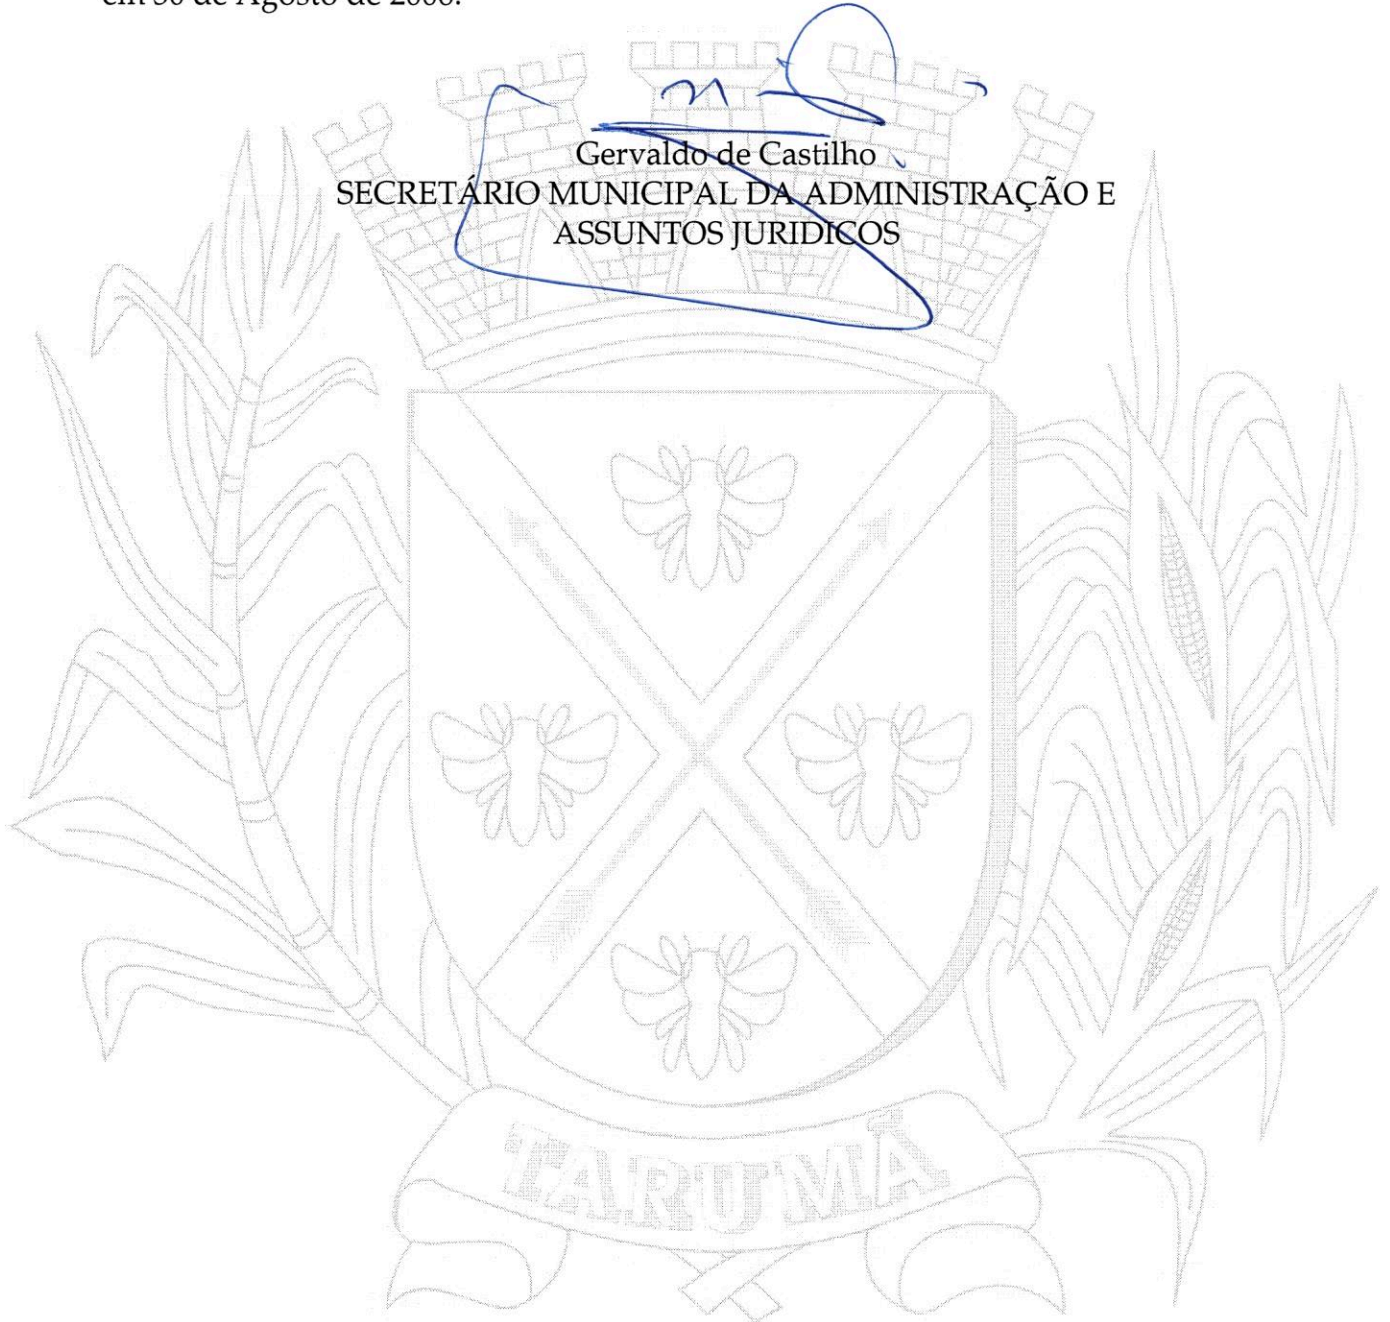 em 30 de Agosto de 2006.
Gervaldo de Castilho
SECRETÁRIO MUNICIPAL DA ADMINISTRAÇÃO E
ASSUNTOS JURIDICOS
TARUMÃ